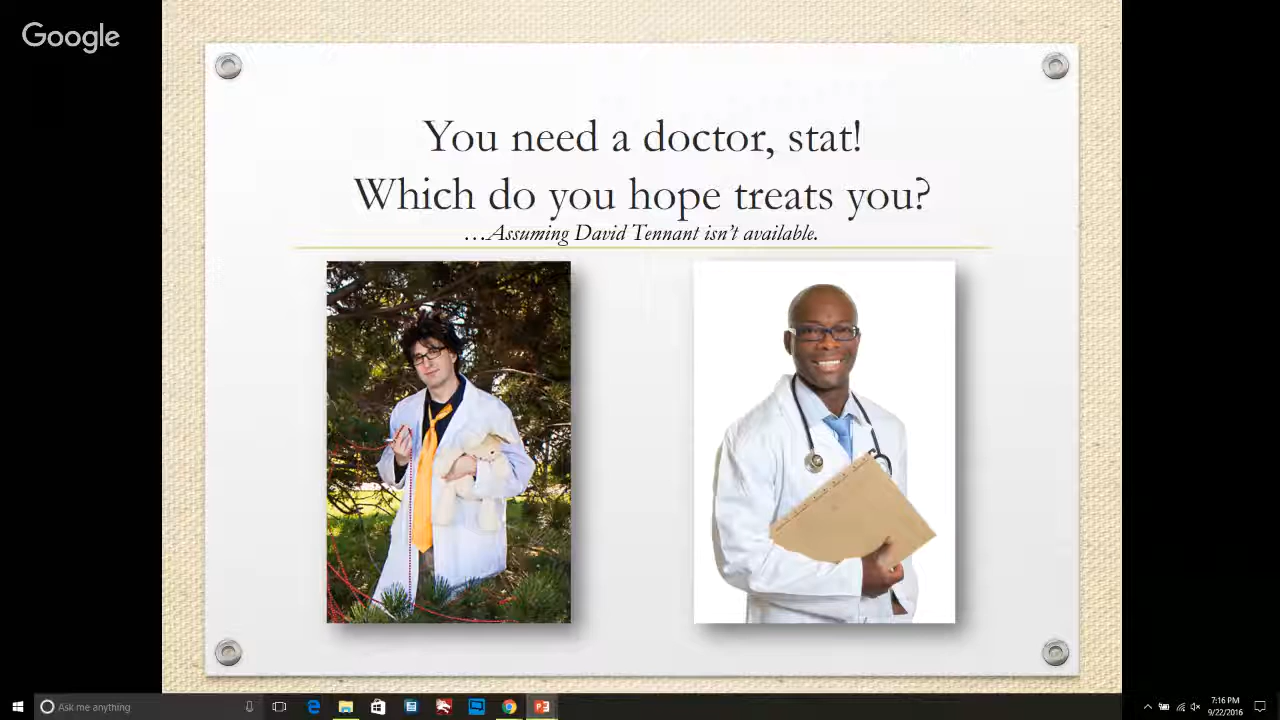 Google
You need a doctor, stat!
Which do you hope treats you?
…Assuming David Tennant isn't available.
Ask me anything
7:16 PM
9/22/2016